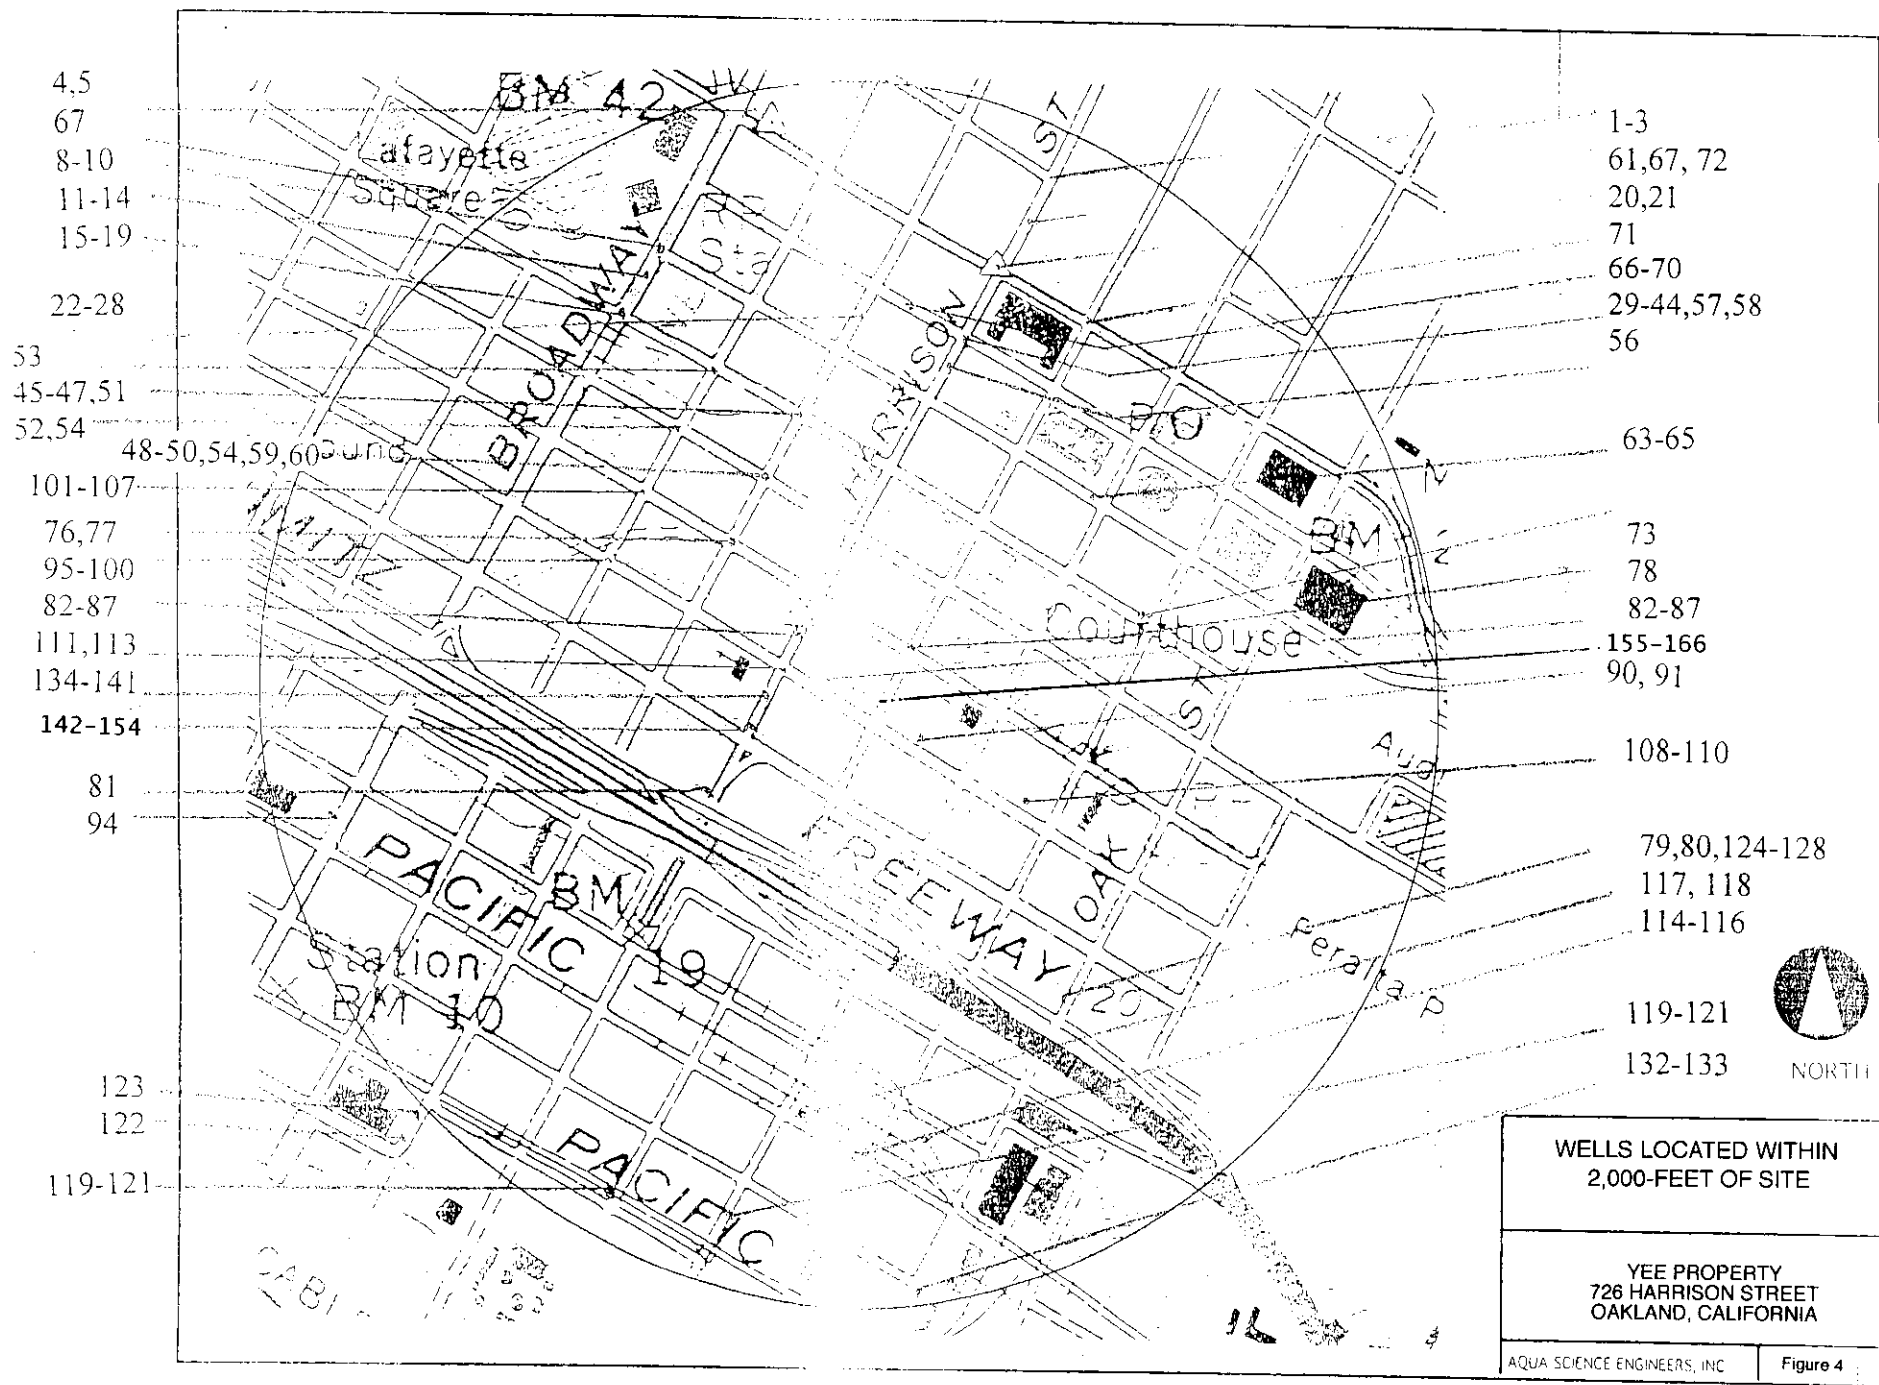 4,5
67
8-10
11-14
15-19
22-28
53
45-47,51
52,54
48-50,54,59,60
101-107
76,77
95-100
82-87
111,113
134-141
142-154
81
94
123
122
119-121
BM 42
Lafayette
Square
Sta
BROADWAY
HARRISON
ST
BM
Courthouse
ST
OAK
FREEWAY
20
Peralta P
PACIFIC
BM
19
Station
BM 10
PACIFIC
1-3
61,67, 72
20,21
71
66-70
29-44,57,58
56
63-65
73
78
82-87
155-166
90, 91
108-110
79,80,124-128
117, 118
114-116
119-121
132-133
NORTH
WELLS LOCATED WITHIN
2,000-FEET OF SITE
YEE PROPERTY
726 HARRISON STREET
OAKLAND, CALIFORNIA
AQUA SCIENCE ENGINEERS, INC
Figure 4